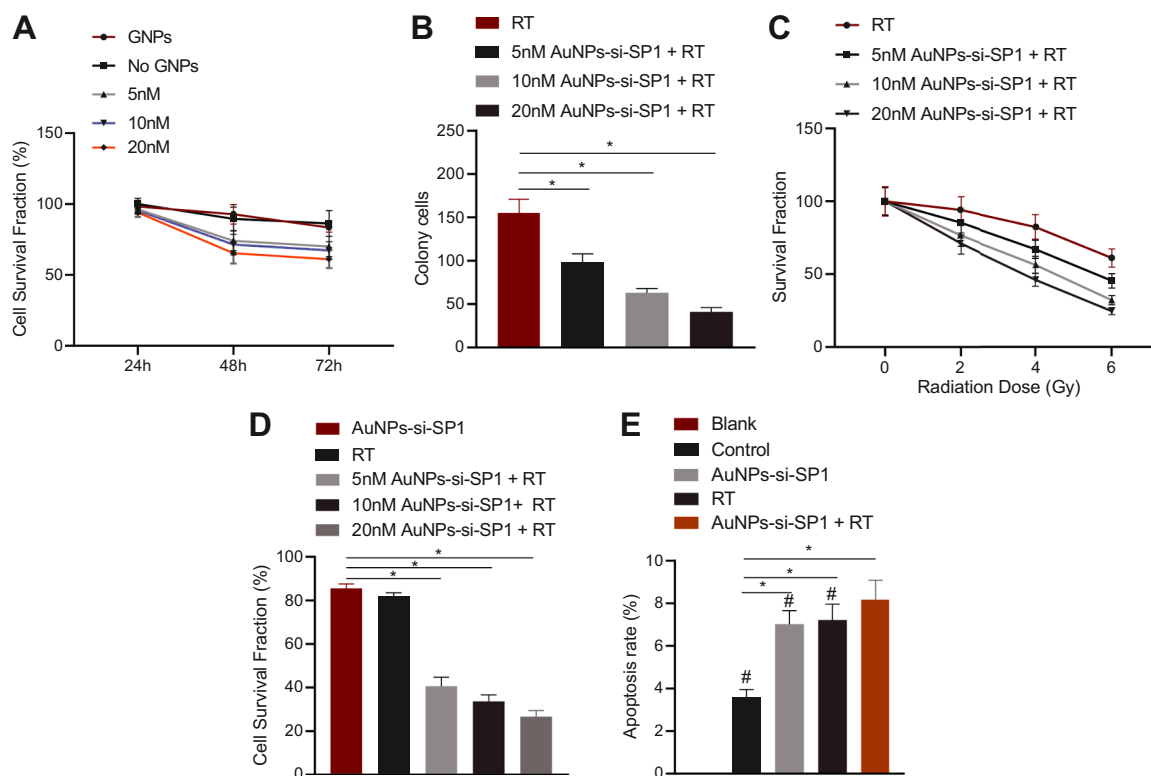 A
GNPs
No GNPs
5nM
10nM
20nM
Cell Survival Fraction (%)
150
100
50
0
24h 48h 72h
B
RT
5nM AuNPs-si-SP1 + RT
10nM AuNPs-si-SP1 + RT
20nM AuNPs-si-SP1 + RT
Colony cells
250
200
150
100
50
0
*
*
*
C
RT
5nM AuNPs-si-SP1 + RT
10nM AuNPs-si-SP1 + RT
20nM AuNPs-si-SP1 + RT
Survival Fraction
150
100
50
0
0 2 4 6
Radiation Dose (Gy)
D
AuNPs-si-SP1
RT
5nM AuNPs-si-SP1 + RT
10nM AuNPs-si-SP1+ RT
20nM AuNPs-si-SP1 + RT
Cell Survival Fraction (%)
100
80
60
40
20
0
*
*
*
E
Blank
Control
AuNPs-si-SP1
RT
AuNPs-si-SP1 + RT
Apoptosis rate (%)
10
8
6
4
2
0
*
*
*
# # #